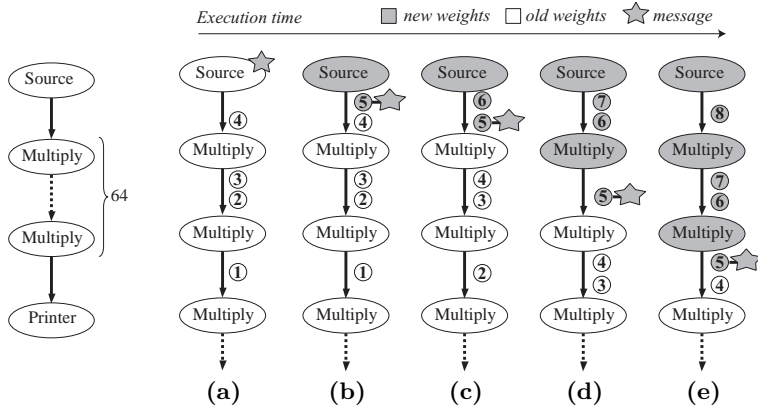 Execution time
new weights old weights message
Source Source Source Source Source Source
5 6 7
4 4 5 6 8
Multiply Multiply Multiply Multiply Multiply Multiply
3 3 4 7
64 2 2 3 5 6
Multiply Multiply Multiply Multiply Multiply Multiply
4 5
1 1 2 3 4
Printer Multiply Multiply Multiply Multiply Multiply
(a) (b) (c) (d) (e)